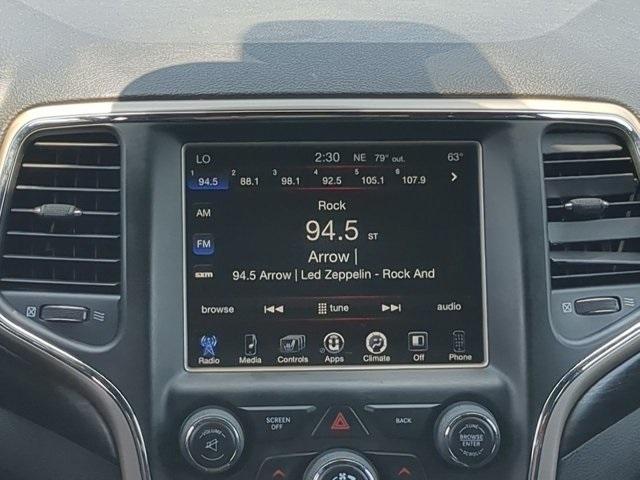 LO 2:30 NE 79° out. 63°
1 2 3 4 5 6
94.5 88.1 98.1 92.5 105.1 107.9 >
Rock
AM
94.5 ST
FM
Arrow |
sxm 94.5 Arrow | Led Zeppelin - Rock And
browse tune audio
Radio Media Controls Apps Climate Off Phone
VOLUME SCREEN OFF BACK TUNE BROWSE ENTER SCROLL